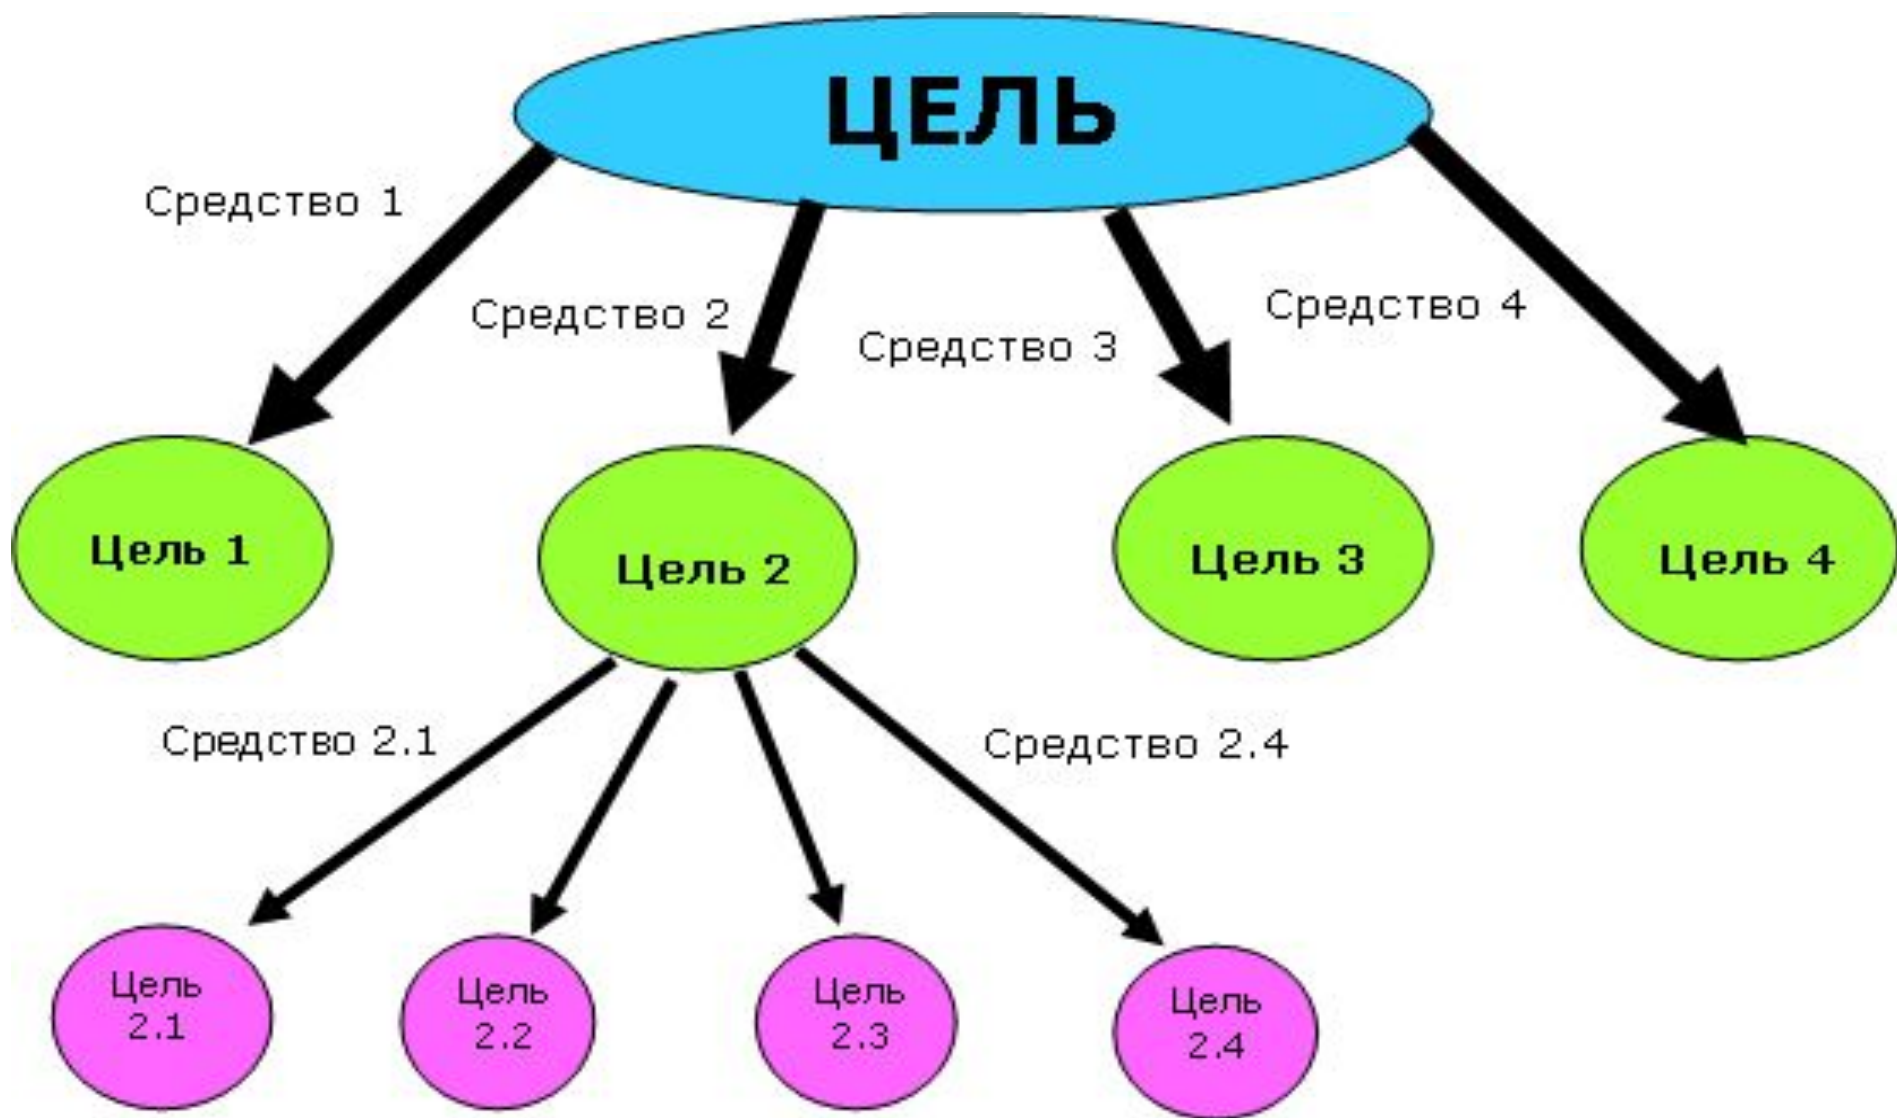 ЦЕЛЬ
Средство 1
Средство 2
Средство 3
Средство 4
Цель 1
Цель 2
Цель 3
Цель 4
Средство 2.1
Средство 2.4
Цель
2.1
Цель
2.2
Цель
2.3
Цель
2.4